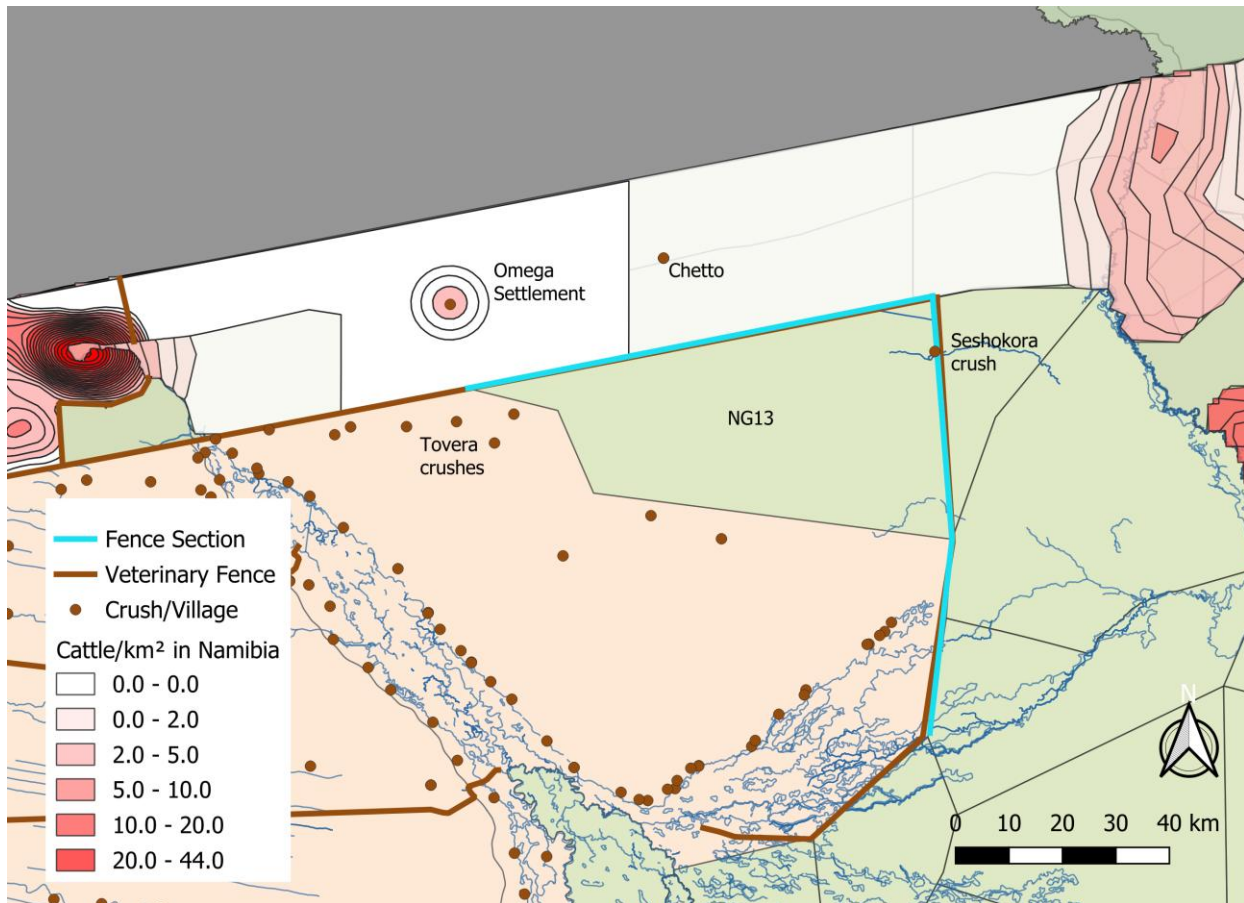 Omega
Settlement
Chetto
Seshokora
crush
NG13
Tovera
crushes
Fence Section
Veterinary Fence
Crush/Village
Cattle/km² in Namibia
0.0 - 0.0
0.0 - 2.0
2.0 - 5.0
5.0 - 10.0
10.0 - 20.0
20.0 - 44.0
N
0 10 20 30 40 km